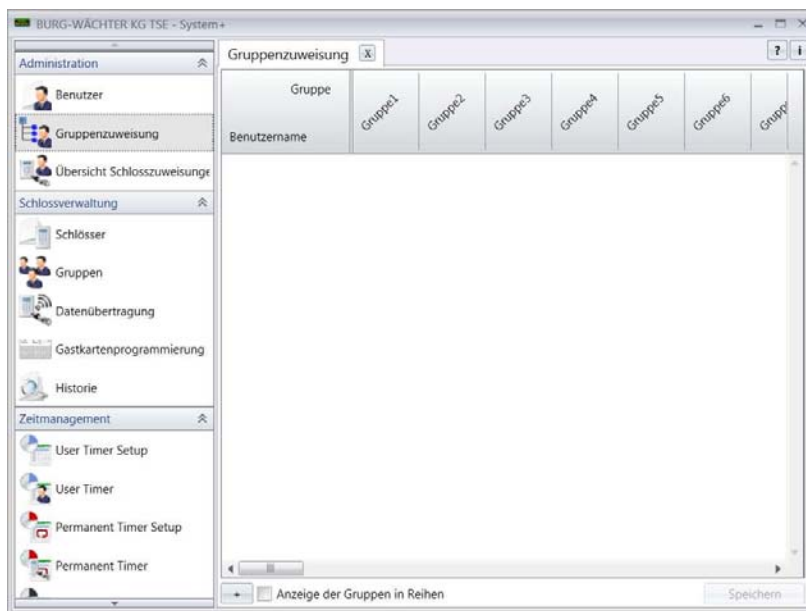 BURG-WÄCHTER KG TSE - System+
Administration
Benutzer
Gruppenzuweisung
Übersicht Schlosszuweisunge
Schlossverwaltung
Schlösser
Gruppen
Datenübertragung
Gastkartenprogrammierung
Historie
Zeitmanagement
User Timer Setup
User Timer
Permanent Timer Setup
Permanent Timer
Gruppenzuweisung X
? i
Gruppe
Benutzername
Gruppe1 Gruppe2 Gruppe3 Gruppe4 Gruppe5 Gruppe6 Grupp
+ Anzeige der Gruppen in Reihen Speichern